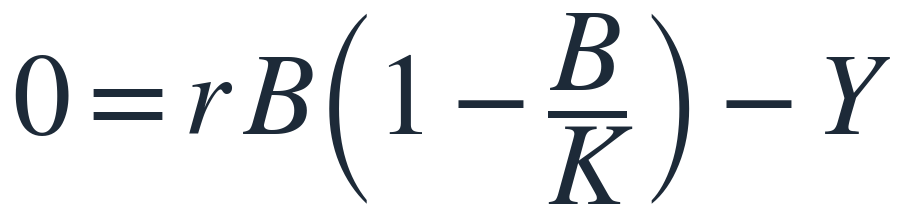 0 = rB(1 − B/K) − Y